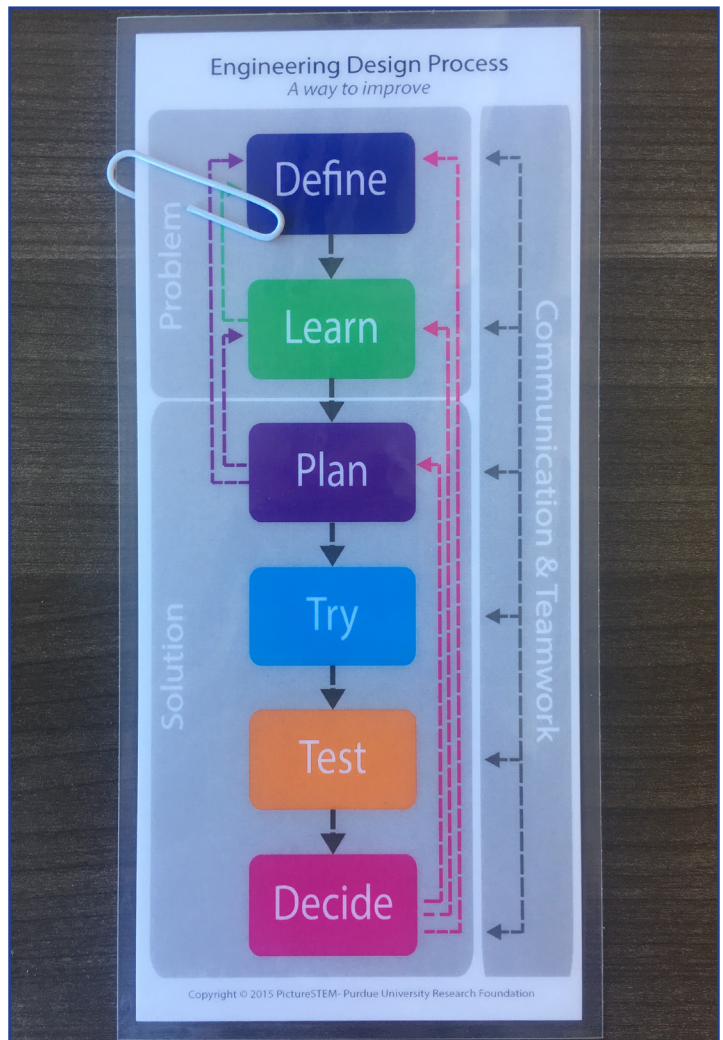 Engineering Design Process
A way to improve
Problem
Define
Learn
Solution
Plan
Try
Test
Decide
Communication & Teamwork
Copyright © 2015 PictureSTEM- Purdue University Research Foundation